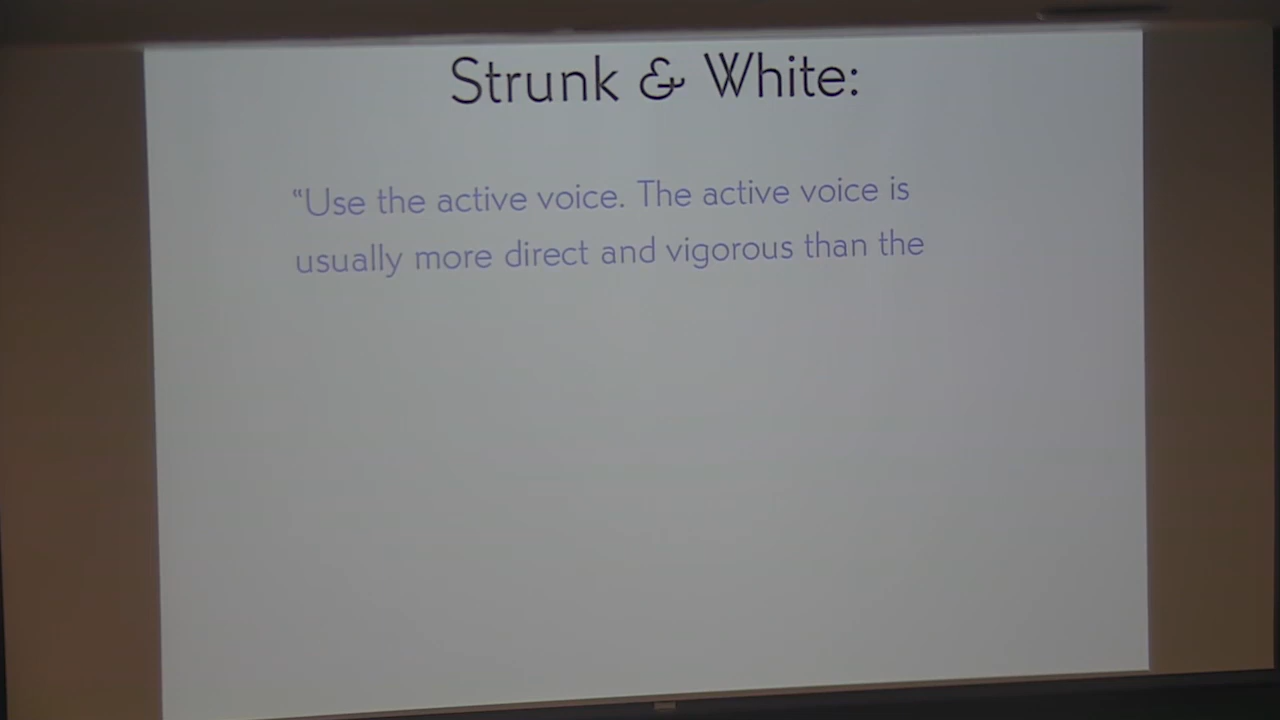 Strunk & White:
“Use the active voice. The active voice is
usually more direct and vigorous than the